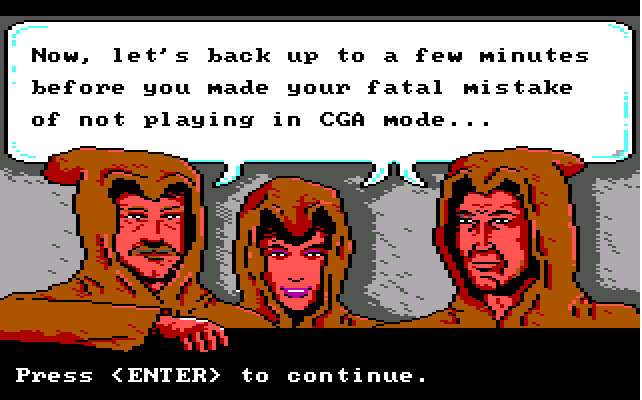 Now, let's back up to a few minutes
before you made your fatal mistake
of not playing in CGA mode...
Press <ENTER> to continue.